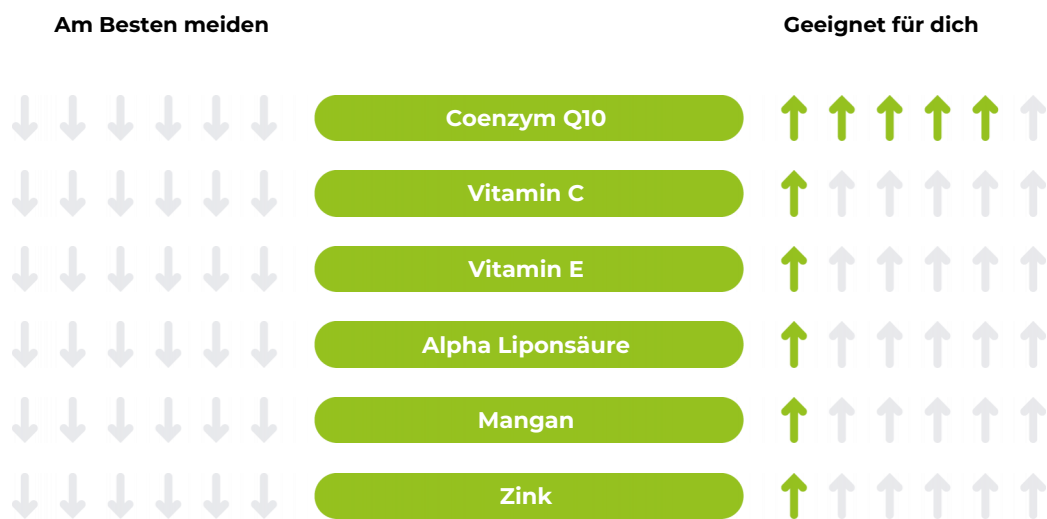 Am Besten meiden
Geeignet für dich
Coenzym Q10
Vitamin C
Vitamin E
Alpha Liponsäure
Mangan
Zink